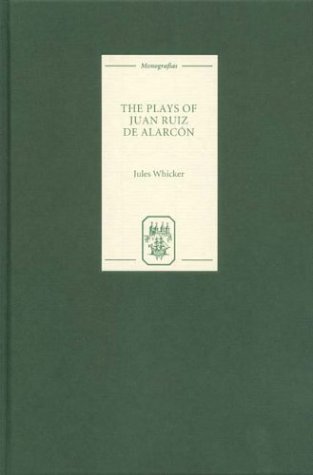 Monografías
THE PLAYS OF
JUAN RUIZ
DE ALARCÓN
Jules Whicker